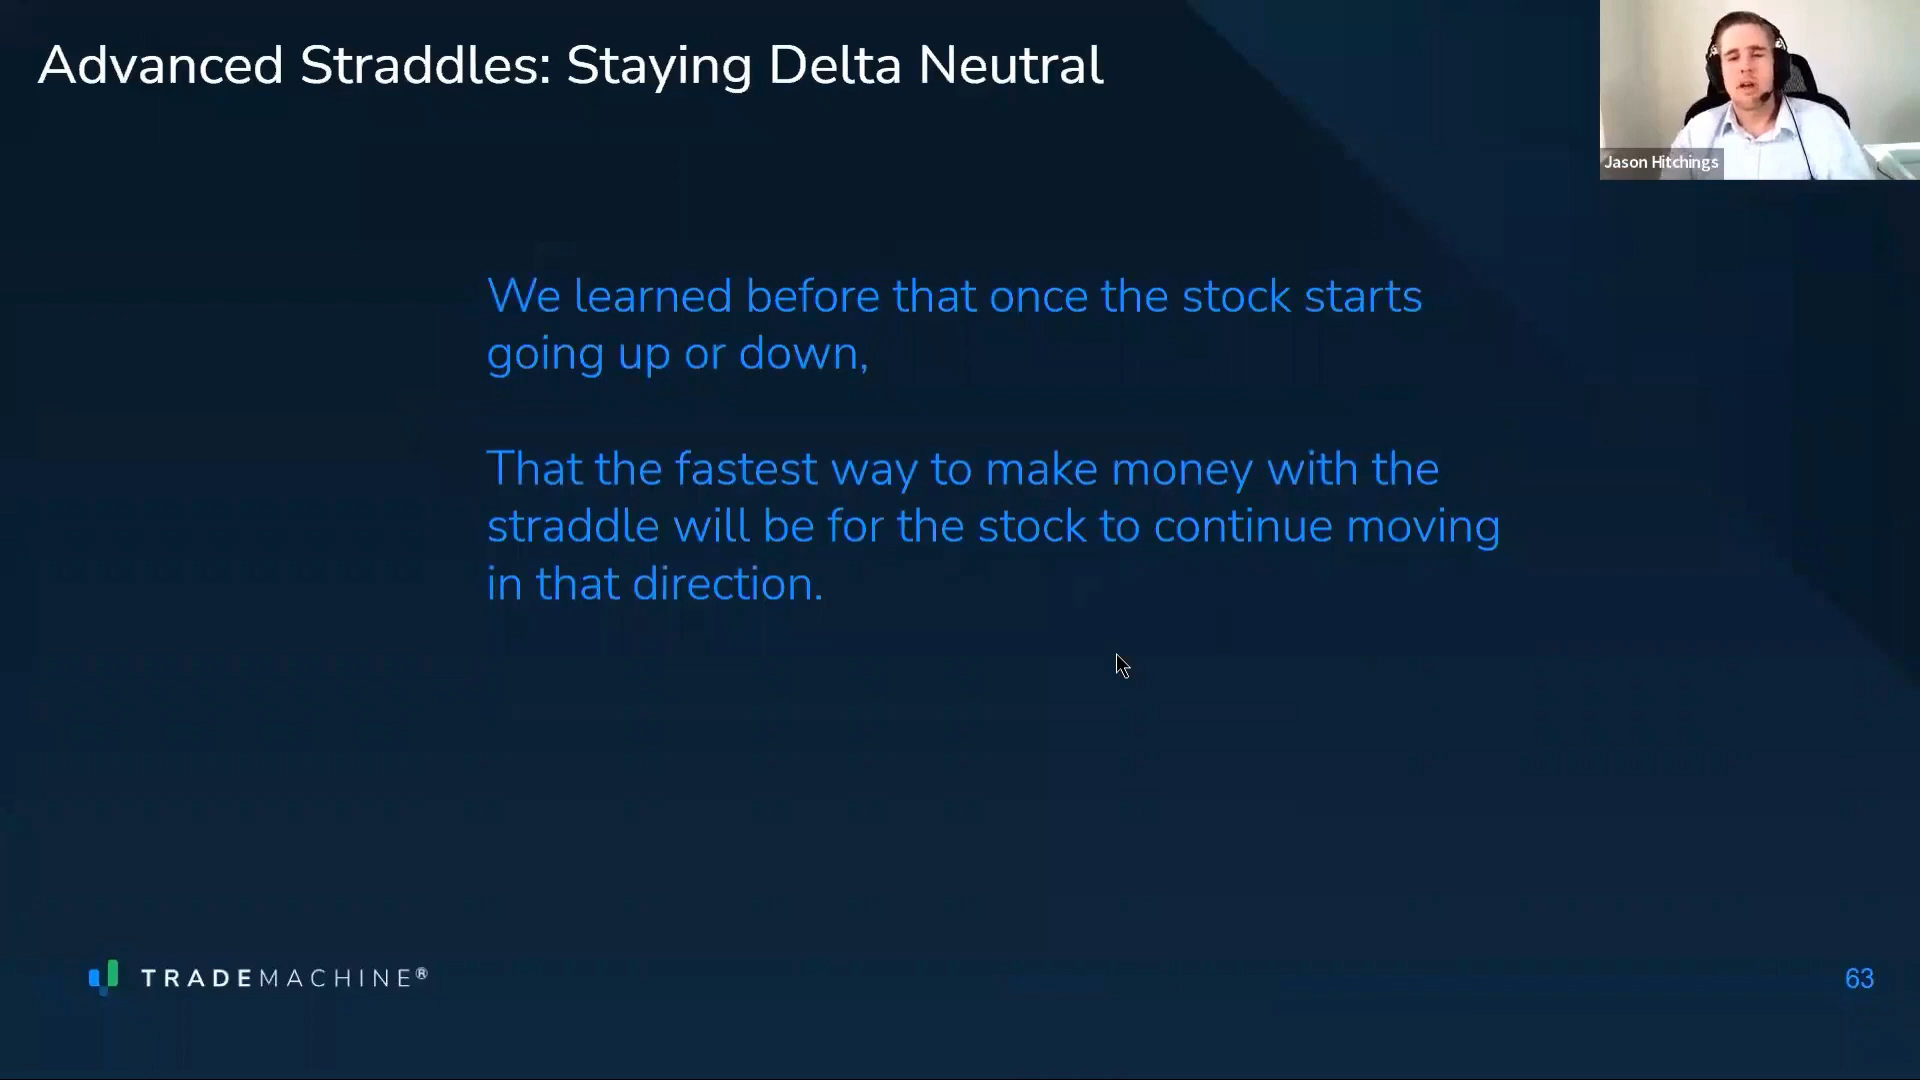 Advanced Straddles: Staying Delta Neutral
Jason Hitchings
We learned before that once the stock starts
going up or down,
That the fastest way to make money with the
straddle will be for the stock to continue moving
in that direction.
TRADEMACHINE®
63